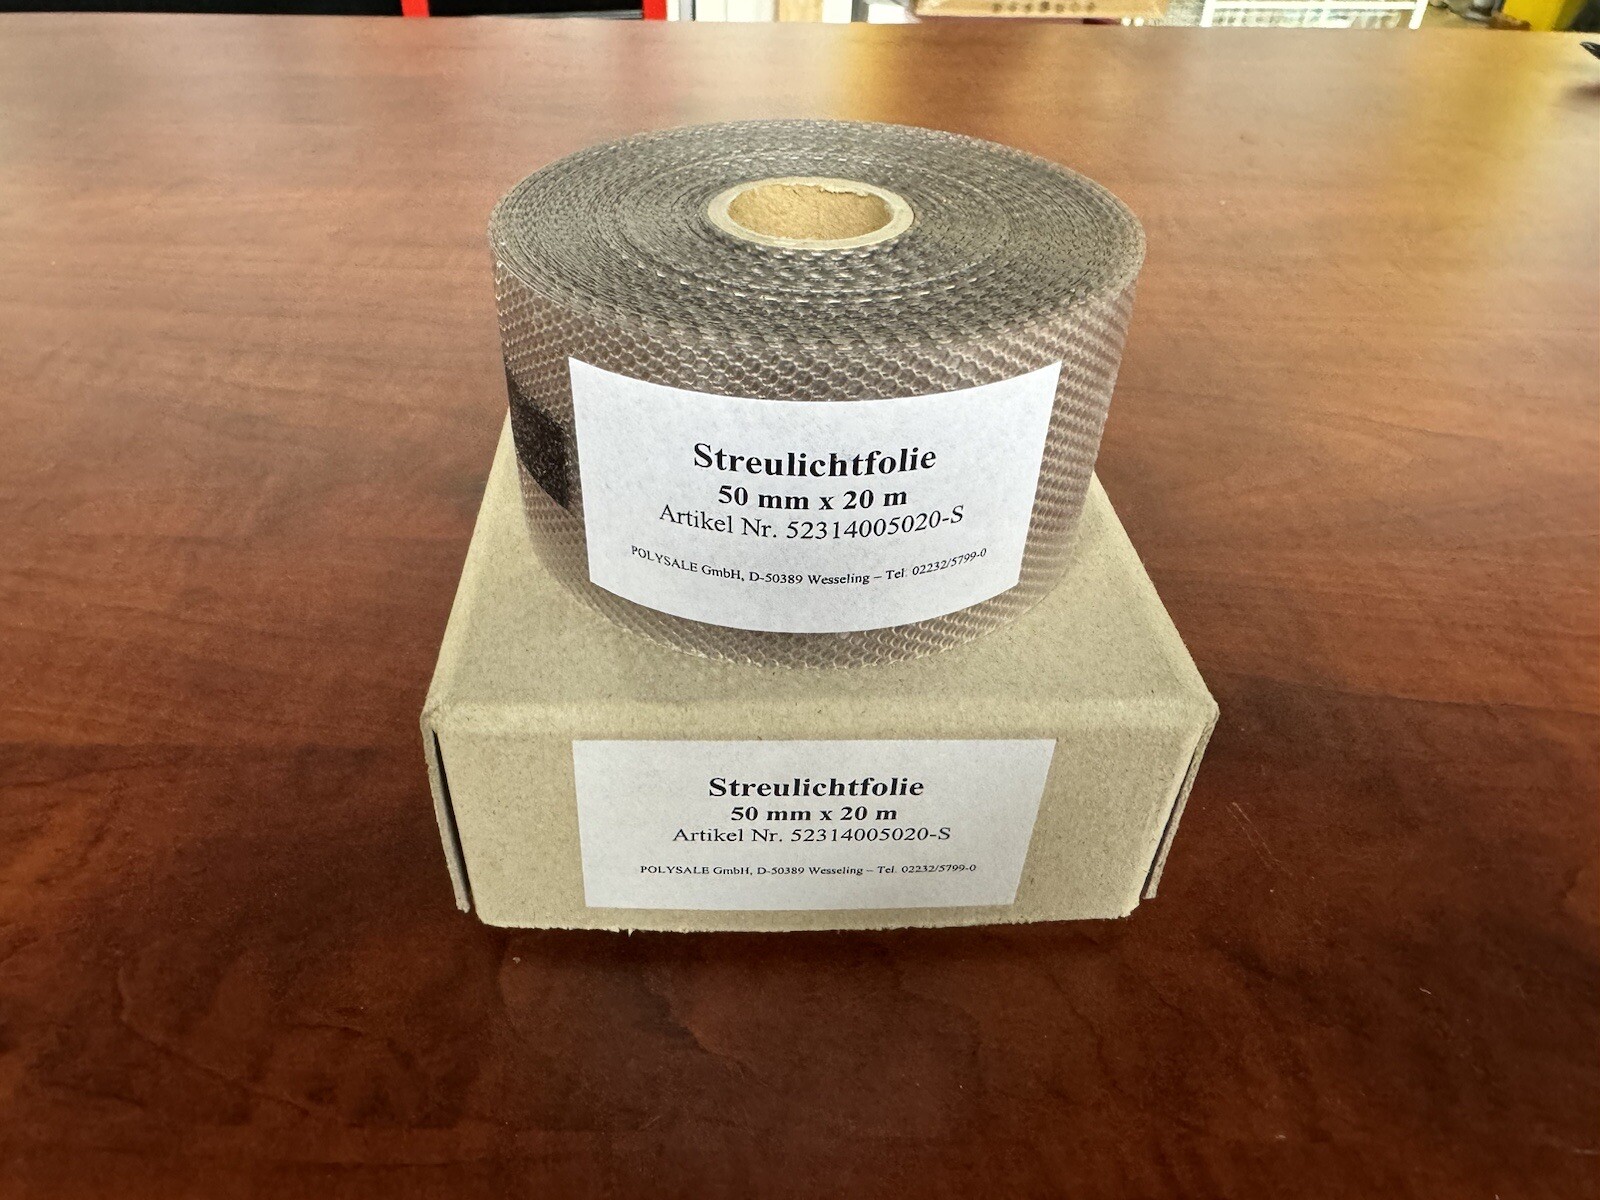 Streulichtfolie
50 mm x 20 m
Artikel Nr. 52314005020-S
POLYSALE GmbH, D-50389 Wesseling – Tel. 02232/5799-0
Streulichtfolie
50 mm x 20 m
Artikel Nr. 52314005020-S
POLYSALE GmbH, D-50389 Wesseling – Tel. 02232/5799-0